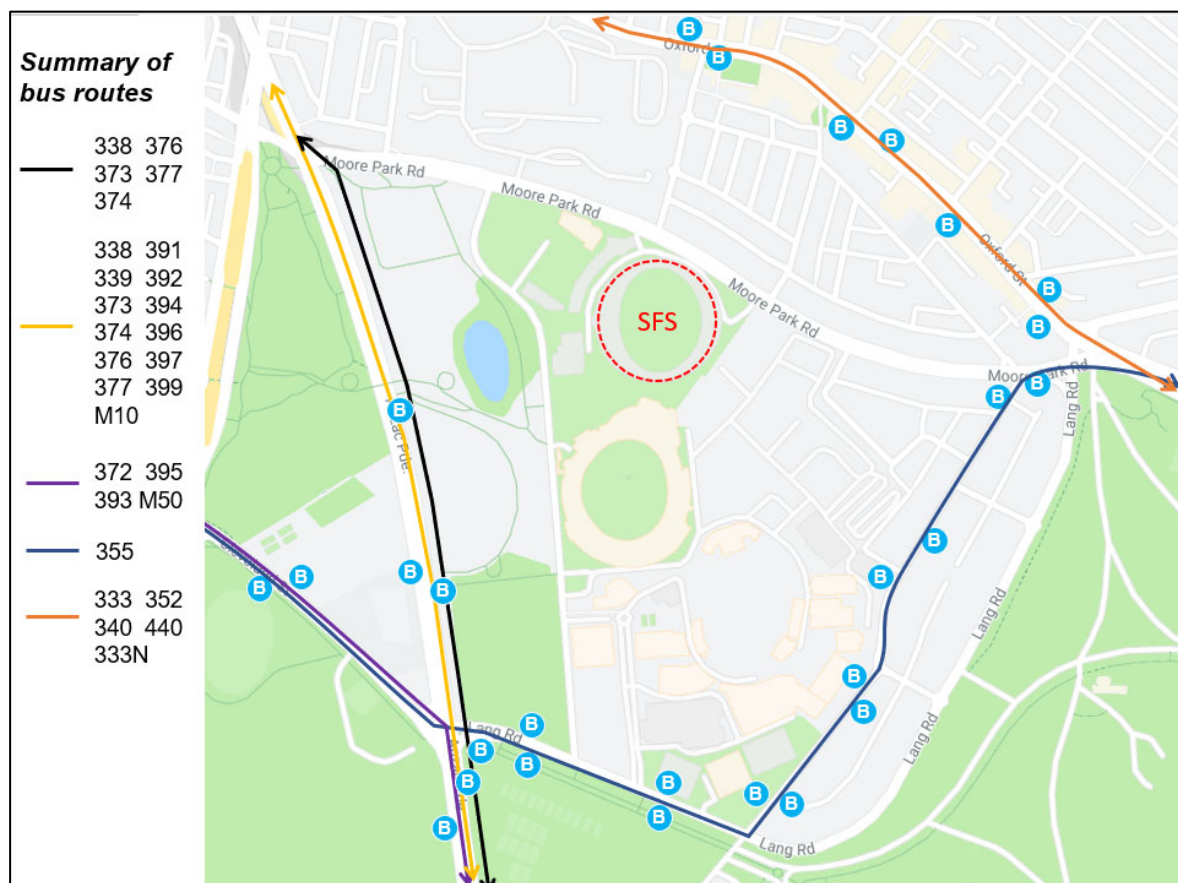 Summary of
bus routes
338 376
373 377
374
338 391
339 392
373 394
374 396
376 397
377 399
M10
372 395
393 M50
355
333 352
340 440
333N
Oxford
B
B
B
B
Moore Park Rd
Moore Park Rd
B
Oxford St
B
B
SFS
Moore Park Rd
Moore Park Rd
B
B
Lang Rd
B
B
B
B
B
B
B
B
Lang Rd
B
B
Lang Rd
B
B
Lang Rd
B
B
B
B
B
B
B
Lang Rd